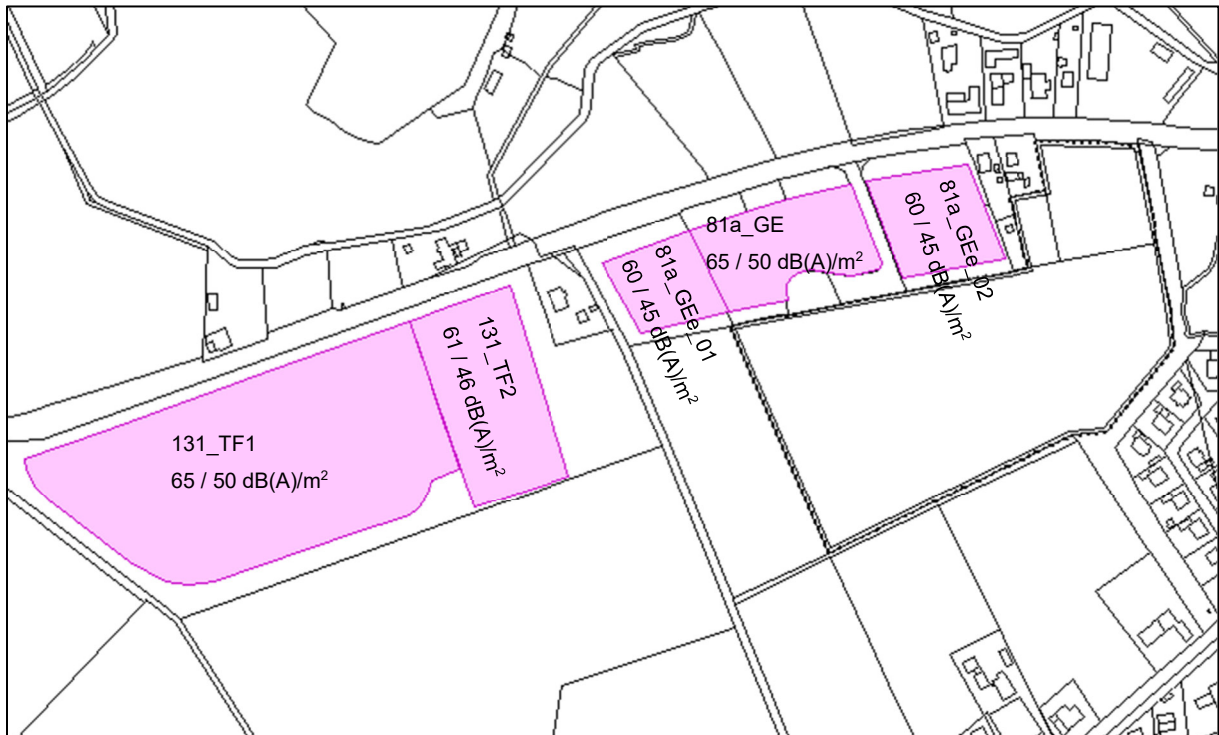 131_TF1
65 / 50 dB(A)/m²
131_TF2
61 / 46 dB(A)/m²
81a_GEe_01
60 / 45 dB(A)/m²
81a_GE
65 / 50 dB(A)/m²
81a_GEe_02
60 / 45 dB(A)/m²